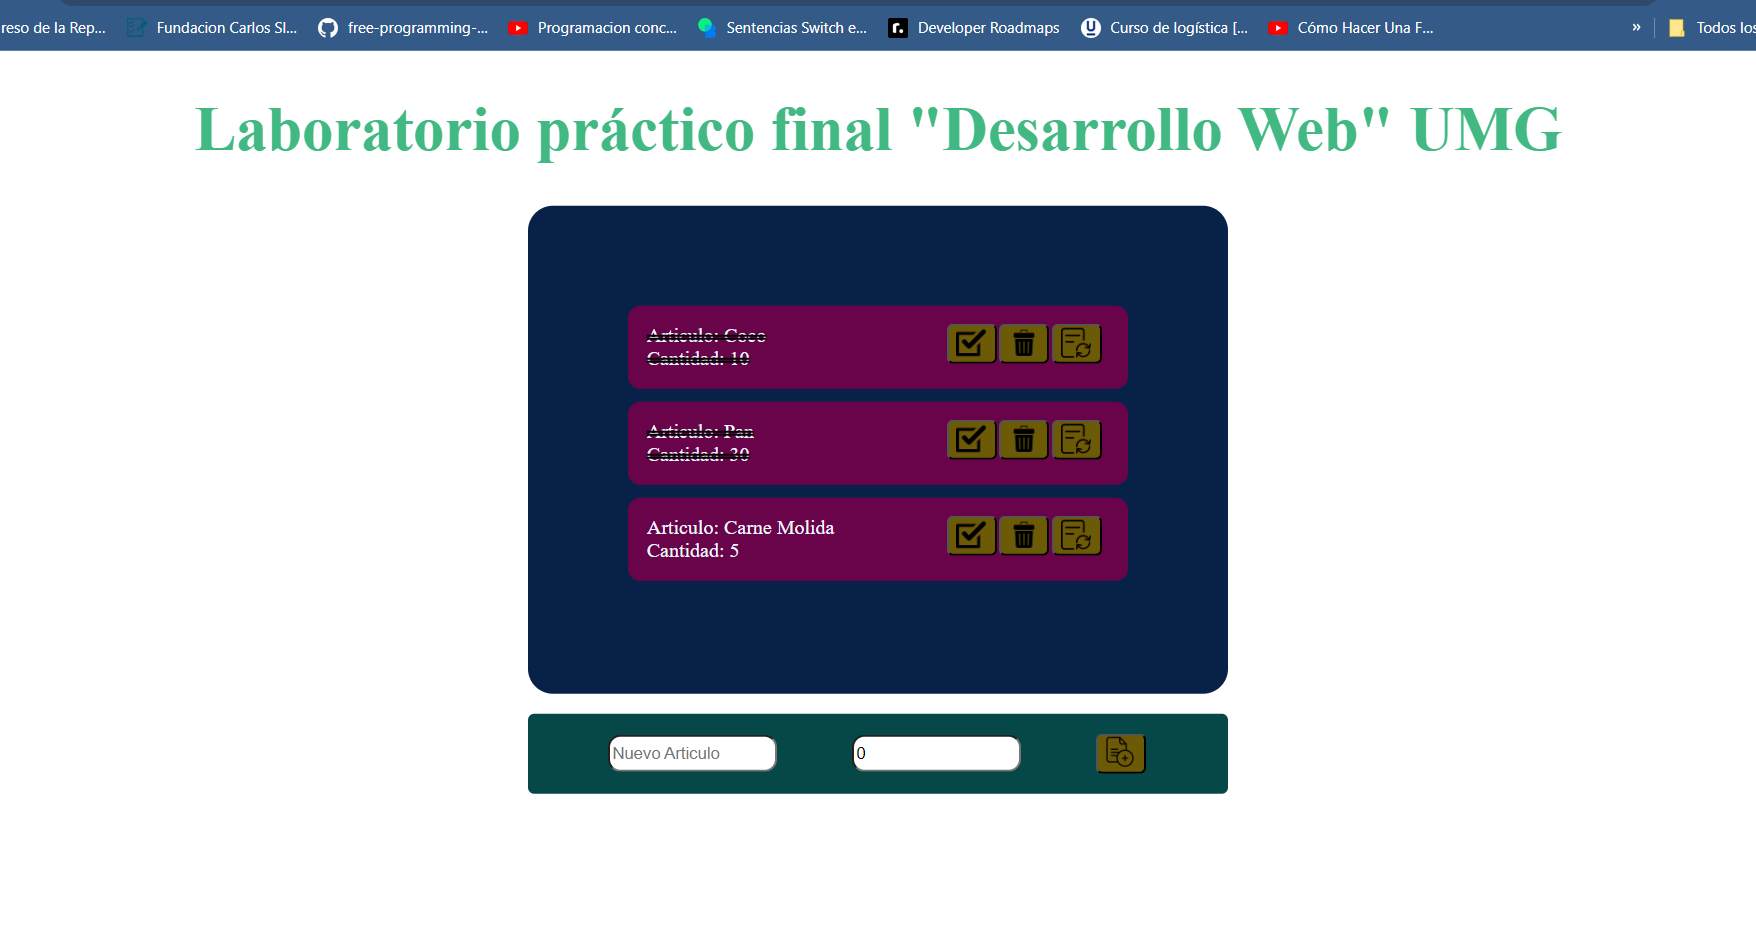 reso de la Rep... Fundacion Carlos Sl... free-programming-... Programacion conc... Sentencias Switch e... Developer Roadmaps Curso de logística [... Cómo Hacer Una F... » Todos los
Laboratorio práctico final "Desarrollo Web" UMG
Articulo: Coco
Cantidad: 10
Articulo: Pan
Cantidad: 30
Articulo: Carne Molida
Cantidad: 5
Nuevo Articulo 0